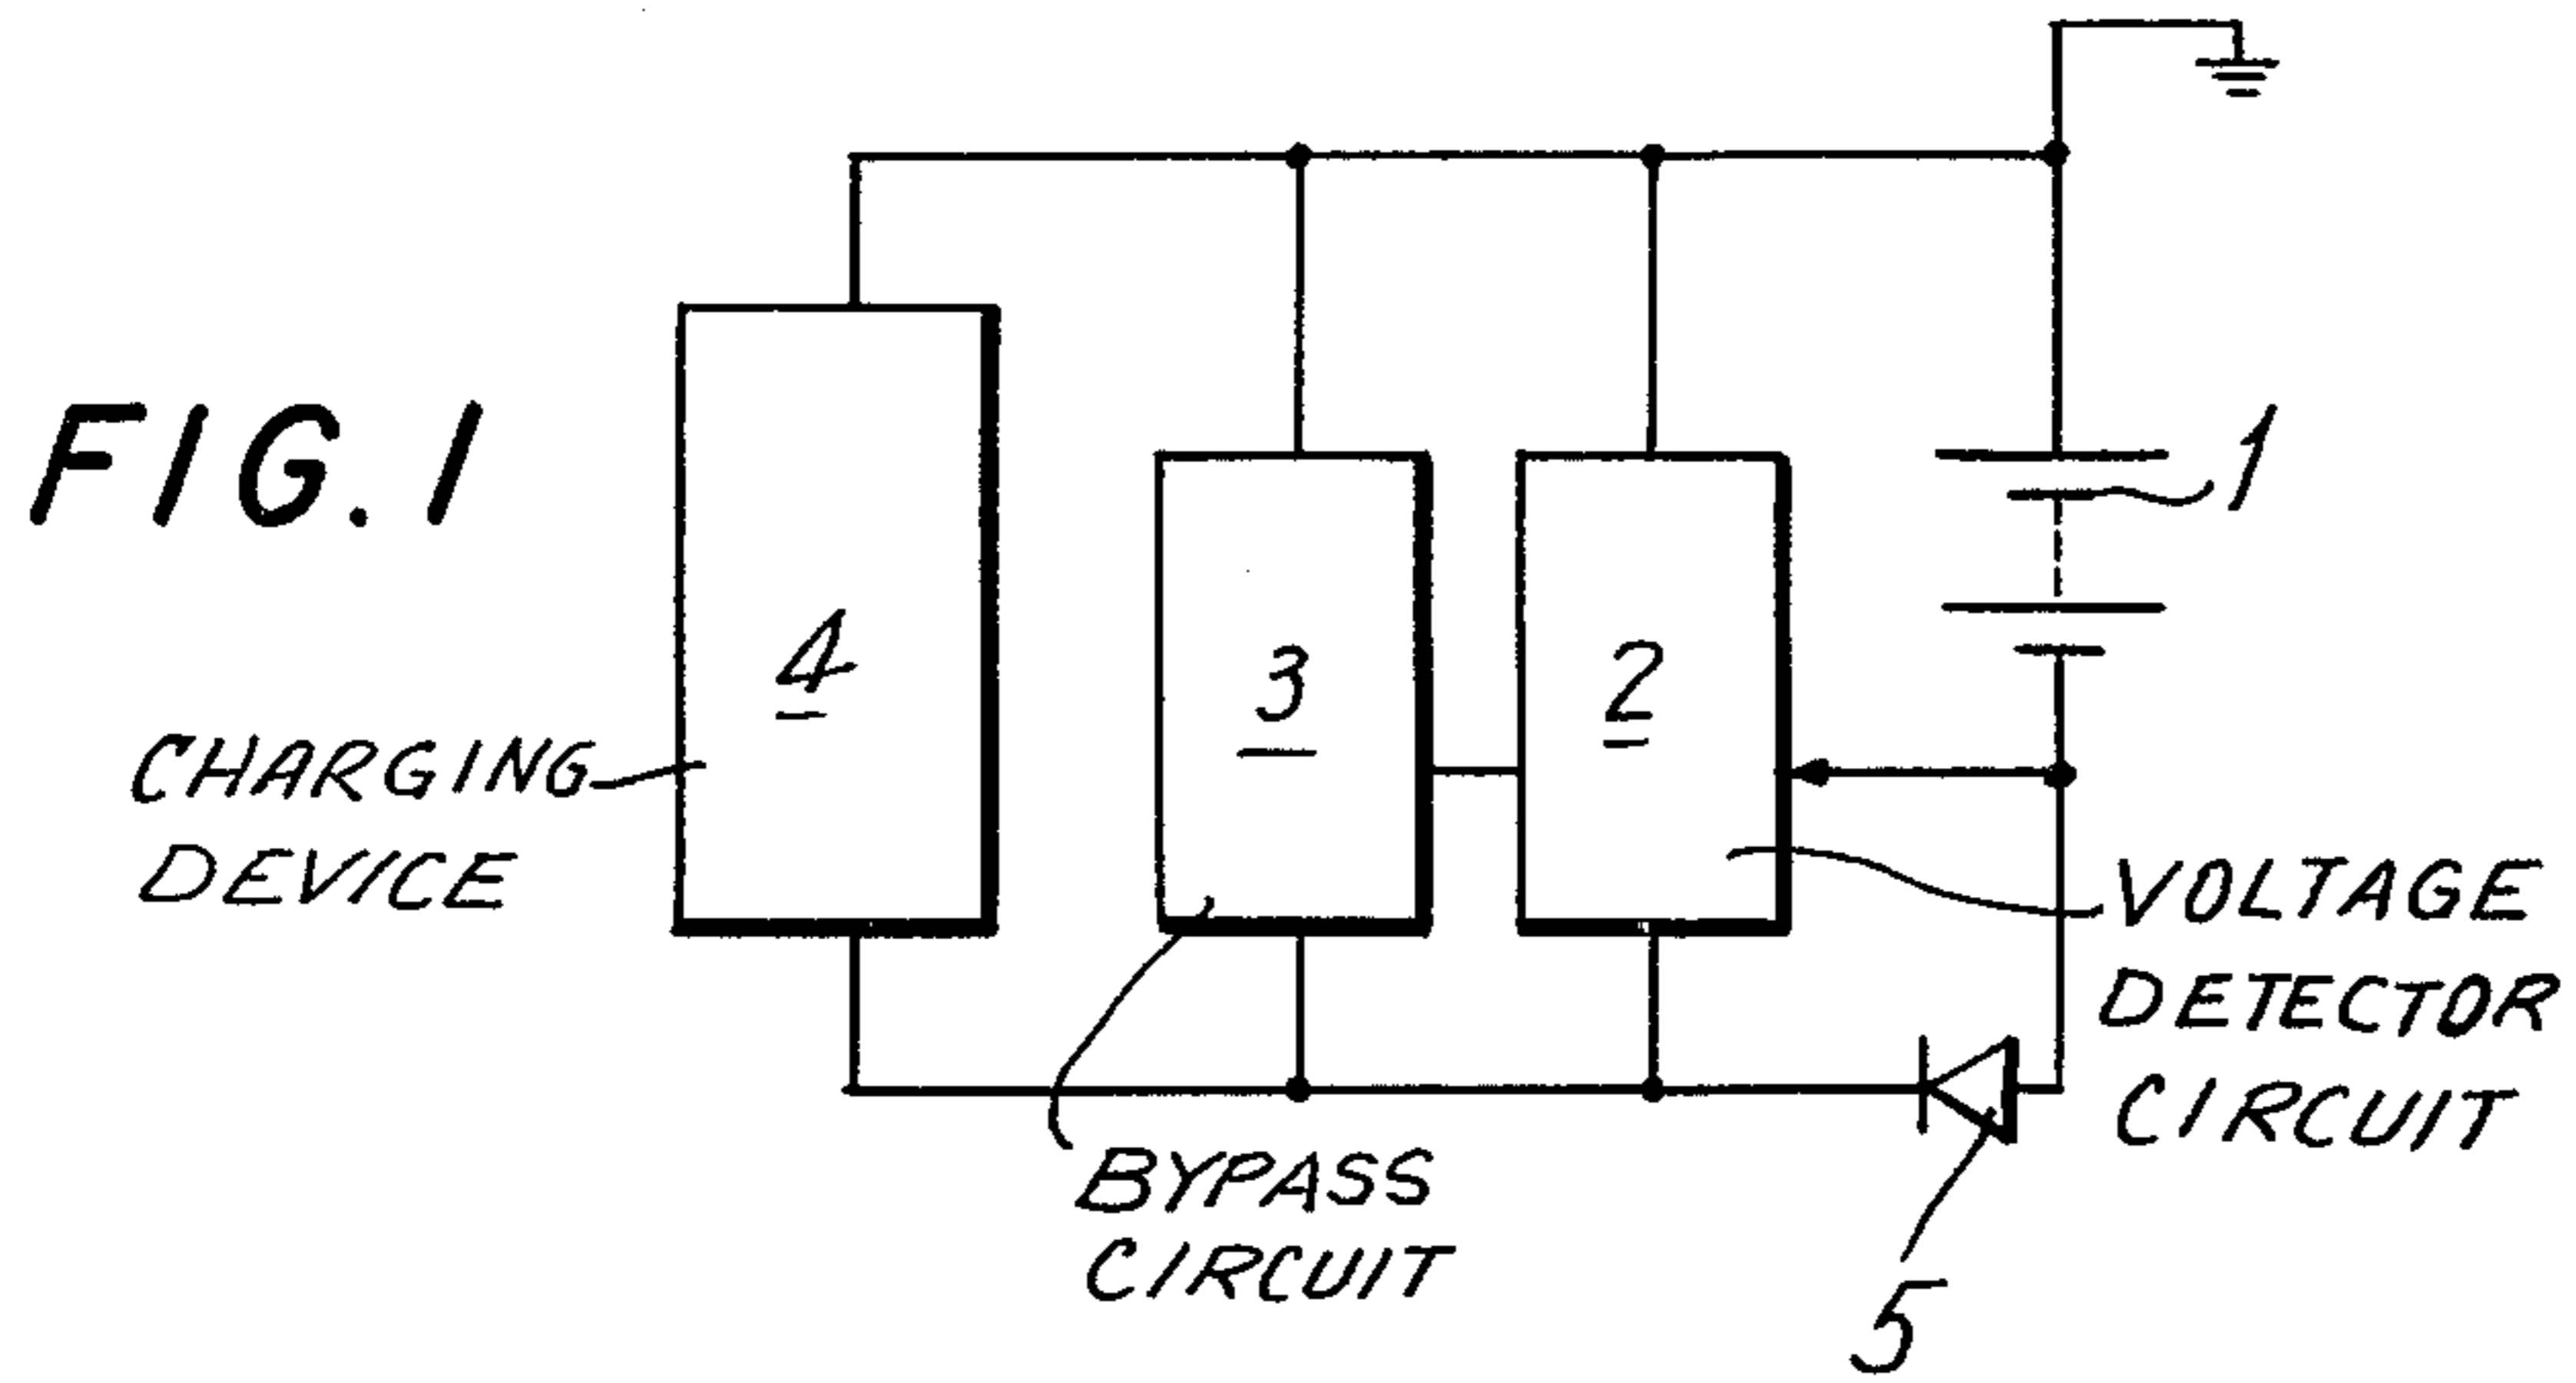 FIG. 1
1
4
3
2
CHARGING
DEVICE
VOLTAGE
DETECTOR
CIRCUIT
BYPASS
CIRCUIT
5